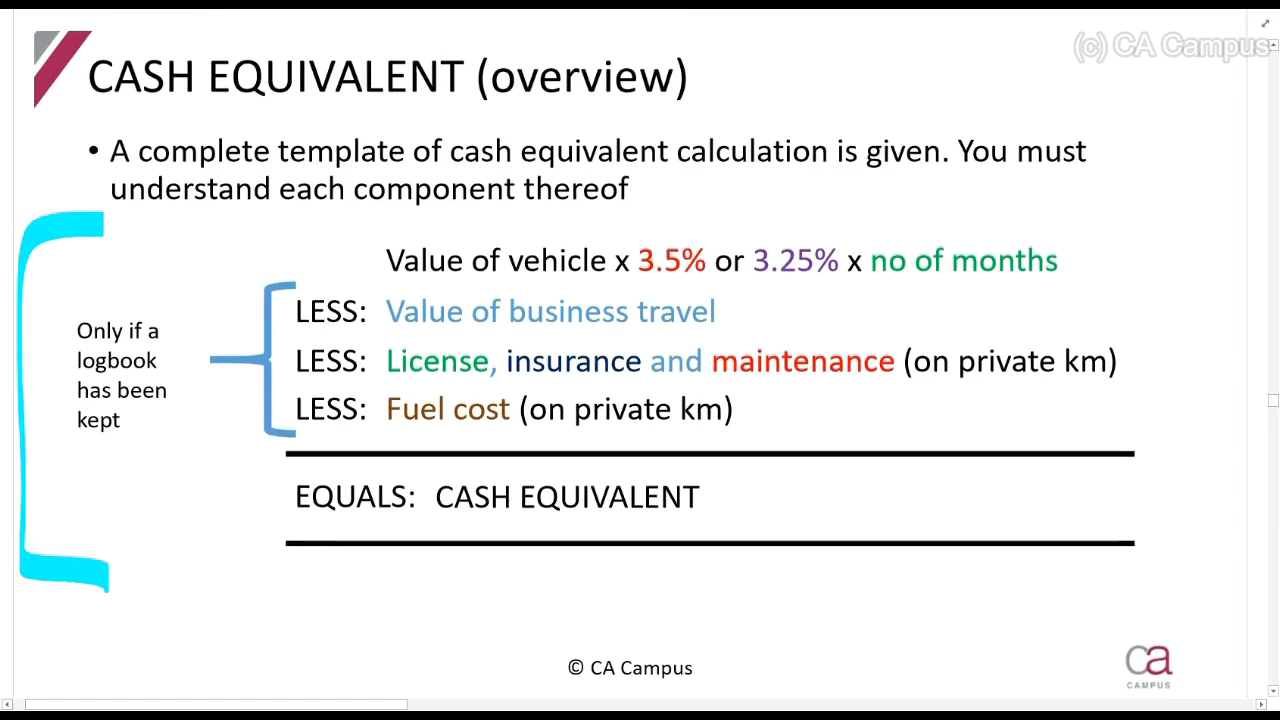 (c) CA Campus
CASH EQUIVALENT (overview)
• A complete template of cash equivalent calculation is given. You must
understand each component thereof
Value of vehicle x 3.5% or 3.25% x no of months
LESS: Value of business travel
LESS: License, insurance and maintenance (on private km)
LESS: Fuel cost (on private km)
Only if a
logbook
has been
kept
EQUALS: CASH EQUIVALENT
© CA Campus
ca
CAMPUS